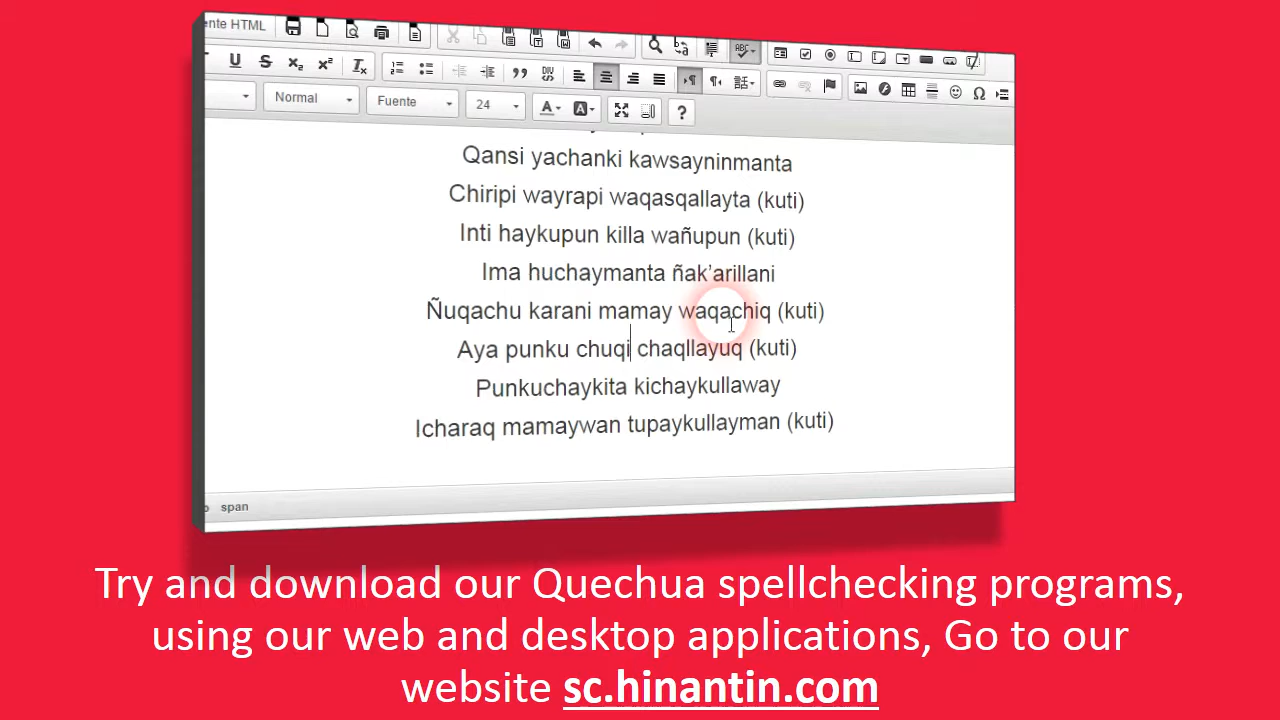 ente HTML
Normal Fuente 24
Qansi yachanki kawsayninmanta
Chiripi wayrapi waqasqallayta (kuti)
Inti haykupun killa wañupun (kuti)
Ima huchaymanta ñak'arillani
Ñuqachu karani mamay waqachiq (kuti)
Aya punku chuqi chaqllayuq (kuti)
Punkuchaykita kichaykullaway
Icharaq mamaywan tupaykullayman (kuti)
span
Try and download our Quechua spellchecking programs,
using our web and desktop applications, Go to our
website sc.hinantin.com